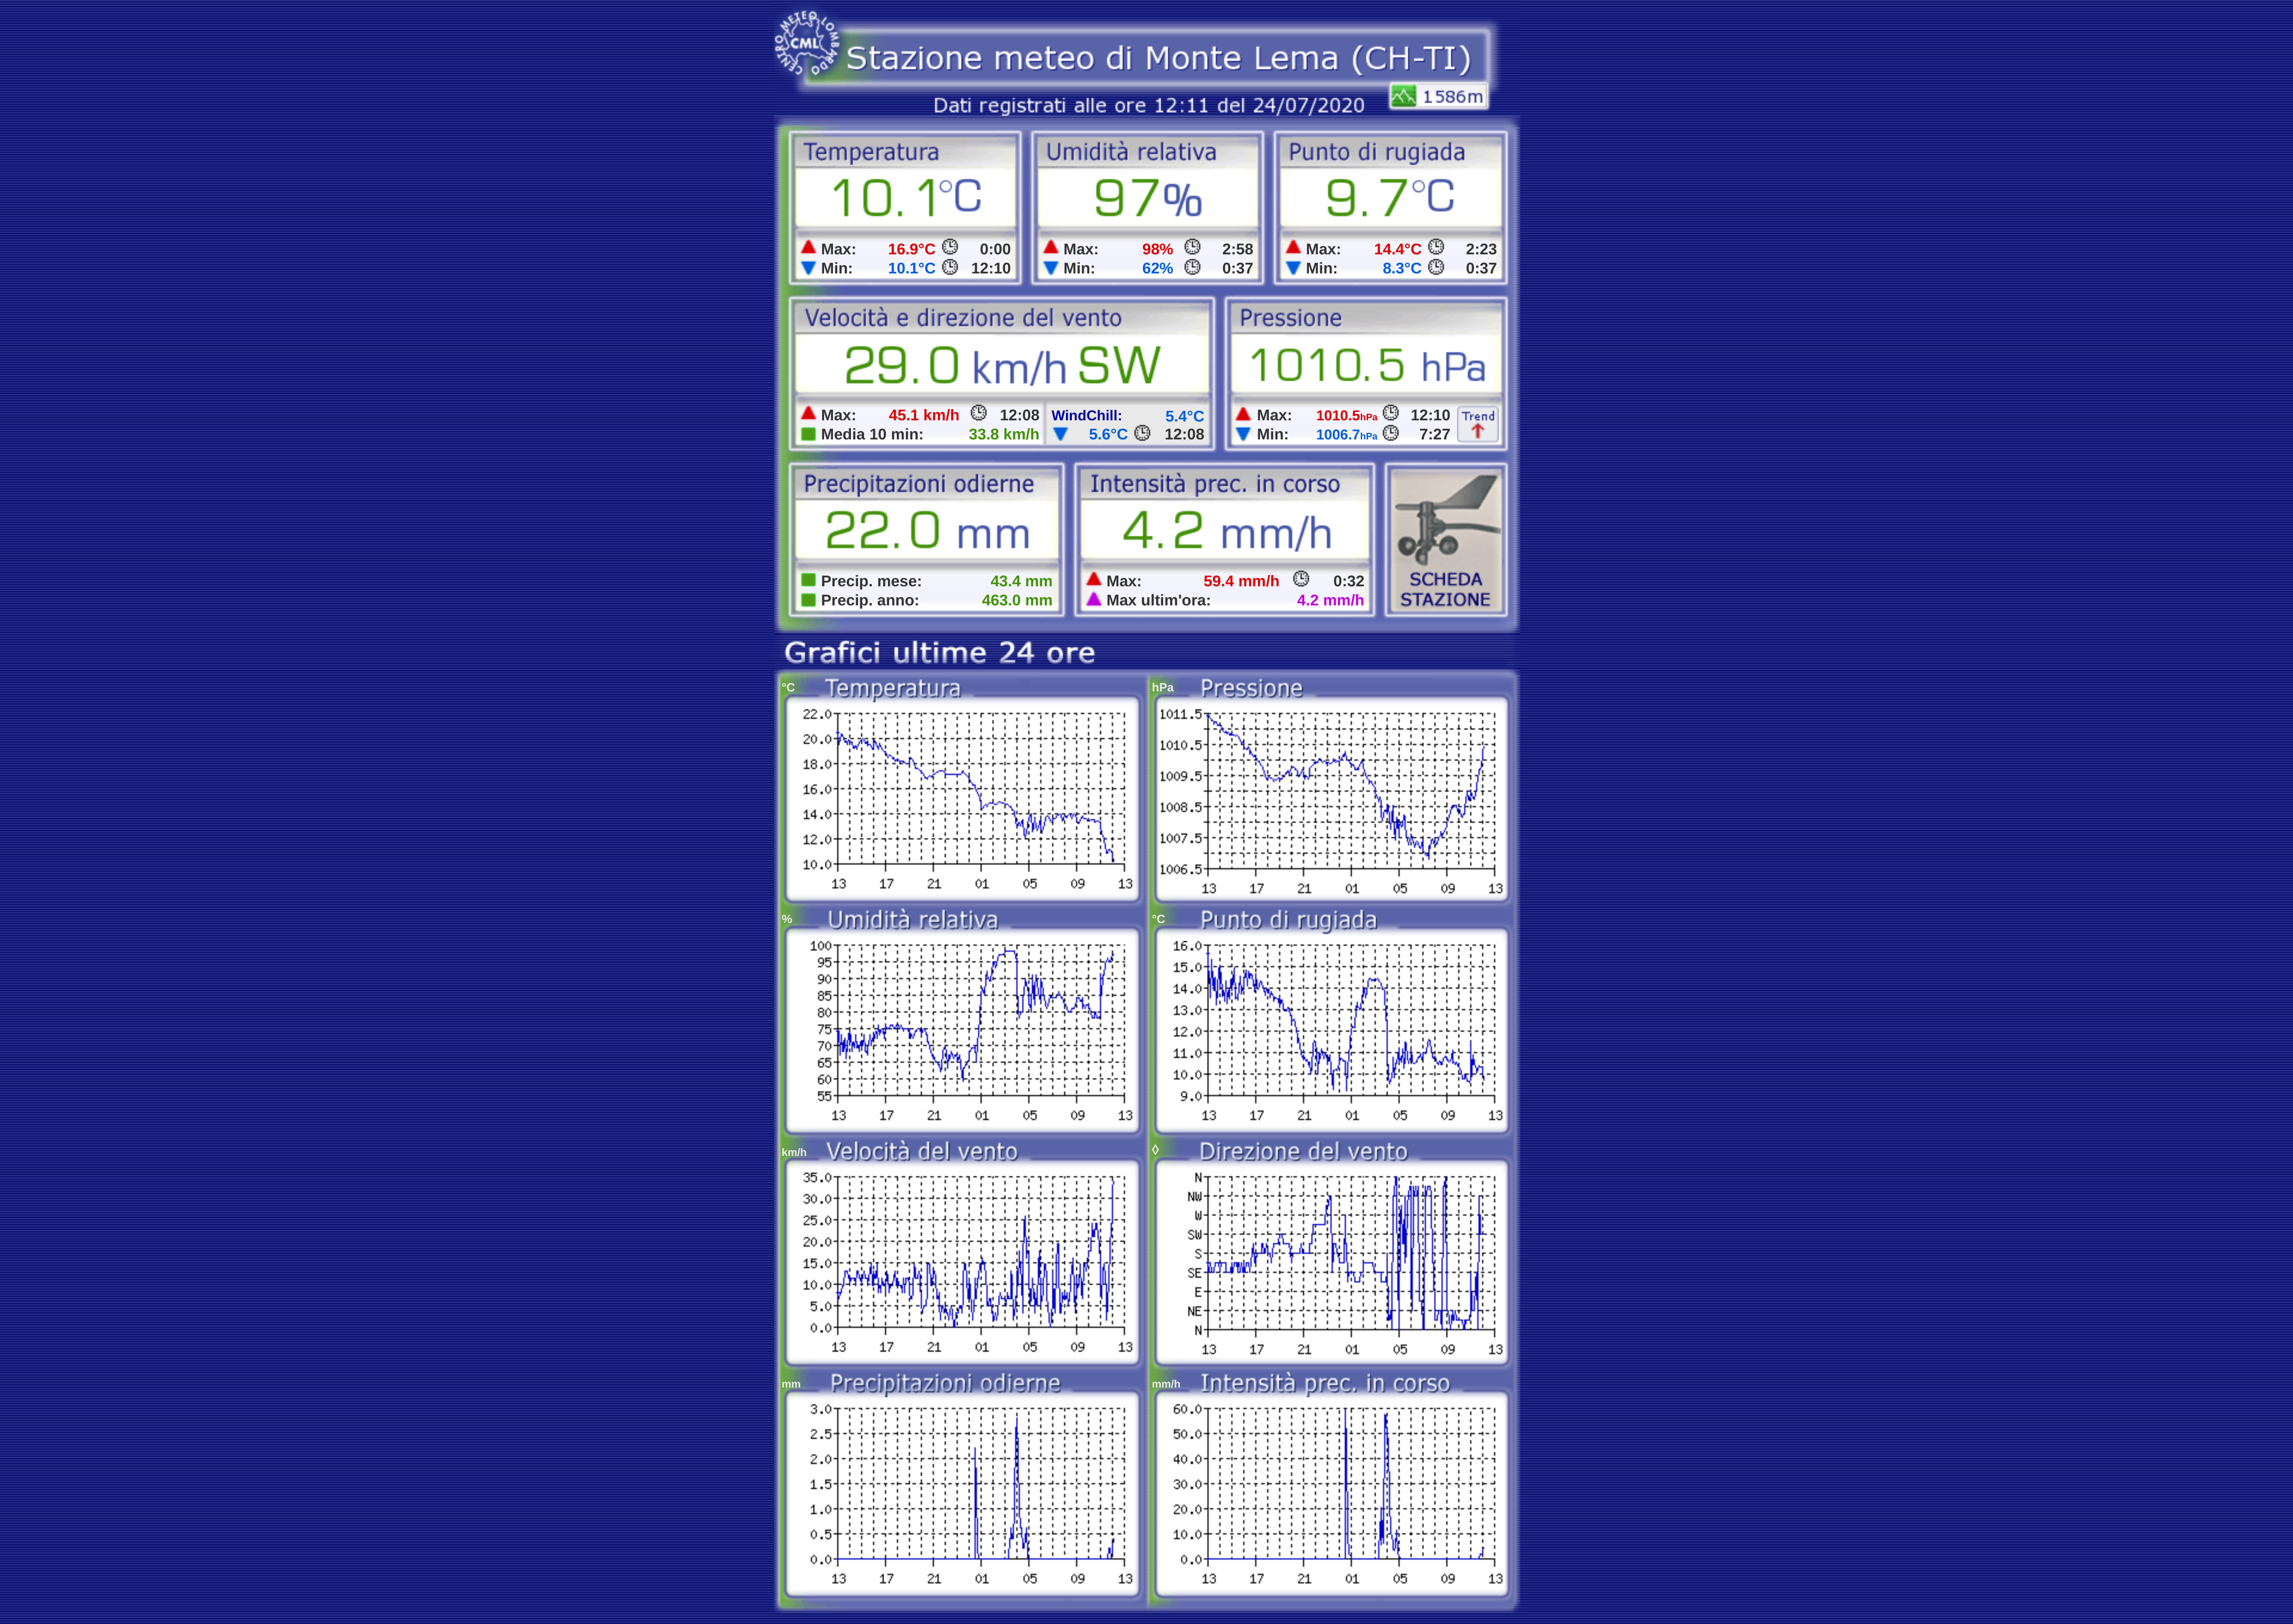 CENTRO METEO LOMBARDO
CML
Stazione meteo di Monte Lema (CH-TI)
1586m
Dati registrati alle ore 12:11 del 24/07/2020
Temperatura
10.1°C
Max: 16.9°C 0:00
Min: 10.1°C 12:10
Umidità relativa
97%
Max: 98% 2:58
Min: 62% 0:37
Punto di rugiada
9.7°C
Max: 14.4°C 2:23
Min: 8.3°C 0:37
Velocità e direzione del vento
29.0 km/h SW
Max: 45.1 km/h 12:08
Media 10 min: 33.8 km/h
WindChill: 5.4°C
5.6°C 12:08
Pressione
1010.5 hPa
Max: 1010.5hPa 12:10
Min: 1006.7hPa 7:27
Trend
Precipitazioni odierne
22.0 mm
Precip. mese: 43.4 mm
Precip. anno: 463.0 mm
Intensità prec. in corso
4.2 mm/h
Max: 59.4 mm/h 0:32
Max ultim'ora: 4.2 mm/h
SCHEDA
STAZIONE
Grafici ultime 24 ore
°C Temperatura
22.0
20.0
18.0
16.0
14.0
12.0
10.0
13 17 21 01 05 09 13
hPa Pressione
1011.5
1010.5
1009.5
1008.5
1007.5
1006.5
13 17 21 01 05 09 13
% Umidità relativa
100
95
90
85
80
75
70
65
60
55
13 17 21 01 05 09 13
°C Punto di rugiada
16.0
15.0
14.0
13.0
12.0
11.0
10.0
9.0
13 17 21 01 05 09 13
km/h Velocità del vento
35.0
30.0
25.0
20.0
15.0
10.0
5.0
0.0
13 17 21 01 05 09 13
◊ Direzione del vento
N
NW
W
SW
S
SE
E
NE
N
13 17 21 01 05 09 13
mm Precipitazioni odierne
3.0
2.5
2.0
1.5
1.0
0.5
0.0
13 17 21 01 05 09 13
mm/h Intensità prec. in corso
60.0
50.0
40.0
30.0
20.0
10.0
0.0
13 17 21 01 05 09 13